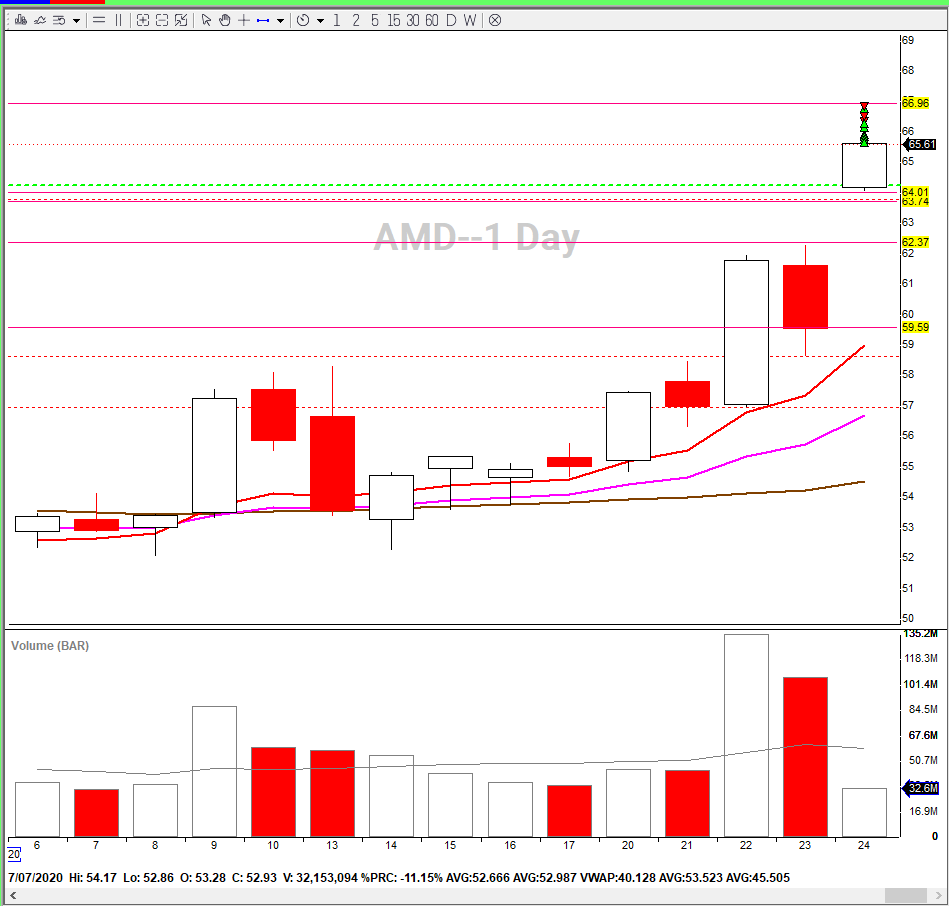 1 2 5 15 30 60 D W
69
68
66.96
66
65.61
65
64.01
63.74
63
AMD--1 Day
62.37
62
61
60
59.59
59
58
57
56
55
54
53
52
51
50
Volume (BAR)
135.2M
118.3M
101.4M
84.5M
67.6M
50.7M
32.6M
16.9M
0
6 7 8 9 10 13 14 15 16 17 20 21 22 23 24
20
7/07/2020 Hi: 54.17 Lo: 52.86 O: 53.28 C: 52.93 V: 32,153,094 %PRC: -11.15% AVG:52.666 AVG:52.987 VWAP:40.128 AVG:53.523 AVG:45.505